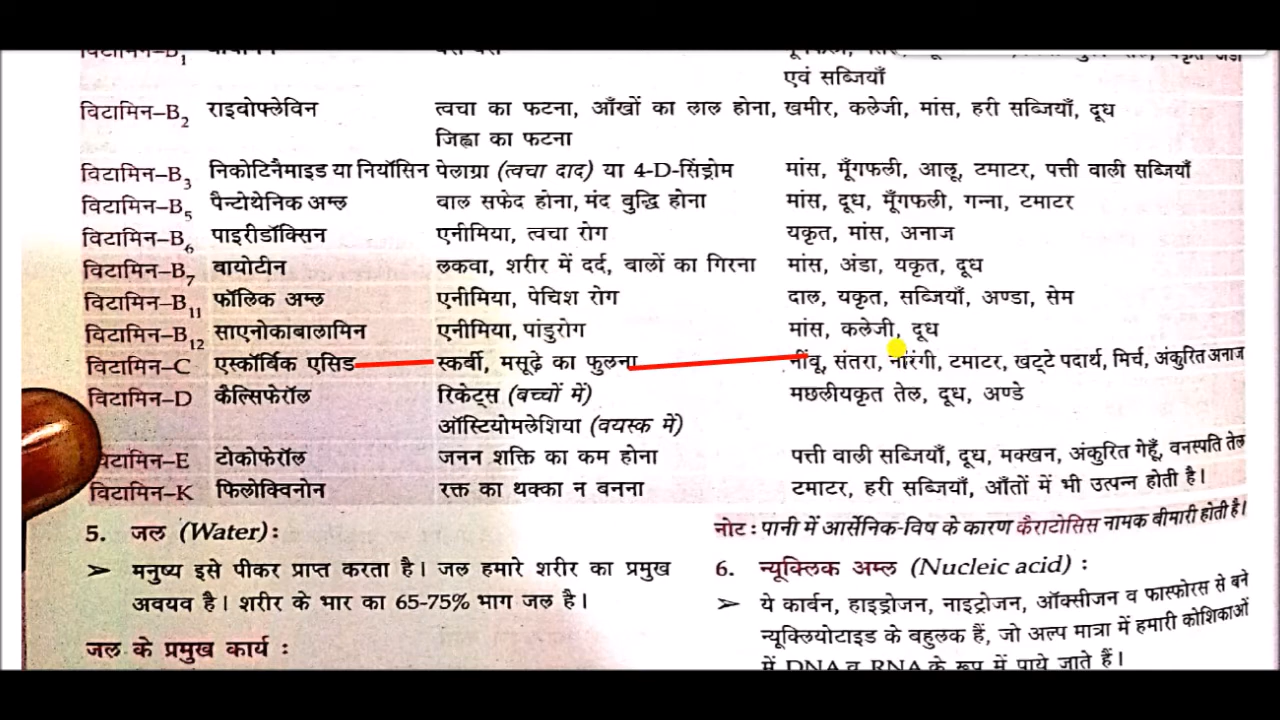 विटामिन–B1
एवं सब्जियाँ
विटामिन–B2 राइवोफ्लेविन त्वचा का फटना, आँखों का लाल होना, खमीर, कलेजी, मांस, हरी सब्जियाँ, दूध
जिह्वा का फटना
विटामिन–B3 निकोटिनैमाइड या नियॉसिन पेलाग्रा (त्वचा दाद) या 4-D-सिंड्रोम मांस, मूँगफली, आलू, टमाटर, पत्ती वाली सब्जियाँ
विटामिन–B5 पैन्टोथेनिक अम्ल बाल सफेद होना, मंद बुद्धि होना मांस, दूध, मूँगफली, गन्ना, टमाटर
विटामिन–B6 पाइरीडॉक्सिन एनीमिया, त्वचा रोग यकृत, मांस, अनाज
विटामिन–B7 बायोटीन लकवा, शरीर में दर्द, बालों का गिरना मांस, अंडा, यकृत, दूध
विटामिन–B11 फॉलिक अम्ल एनीमिया, पेचिश रोग दाल, यकृत, सब्जियाँ, अण्डा, सेम
विटामिन–B12 साएनोकाबालामिन एनीमिया, पांडुरोग मांस, कलेजी, दूध
विटामिन–C एस्कॉर्बिक एसिड स्कर्वी, मसूढ़े का फुलना नींबू, संतरा, नारंगी, टमाटर, खट्टे पदार्थ, मिर्च, अंकुरित अनाज
विटामिन–D कैल्सिफेरॉल रिकेट्स (बच्चों में) मछलीयकृत तेल, दूध, अण्डे
ऑस्टियोमलेशिया (वयस्क में)
विटामिन–E टोकोफेरॉल जनन शक्ति का कम होना पत्ती वाली सब्जियाँ, दूध, मक्खन, अंकुरित गेहूँ, वनस्पति तेल
विटामिन–K फिलोक्विनोन रक्त का थक्का न बनना टमाटर, हरी सब्जियाँ, आँतों में भी उत्पन्न होती है।
5. जल (Water) :
➢ मनुष्य इसे पीकर प्राप्त करता है। जल हमारे शरीर का प्रमुख
अवयव है। शरीर के भार का 65-75% भाग जल है।
जल के प्रमुख कार्य :
नोट : पानी में आर्सेनिक-विष के कारण कैराटोसिस नामक बीमारी होती है।
6. न्यूक्लिक अम्ल (Nucleic acid) :
➢ ये कार्बन, हाइड्रोजन, नाइट्रोजन, ऑक्सीजन व फास्फोरस से बने
न्यूक्लियोटाइड के बहुलक हैं, जो अल्प मात्रा में हमारी कोशिकाओं
में DNA व RNA के रूप में पाये जाते हैं।